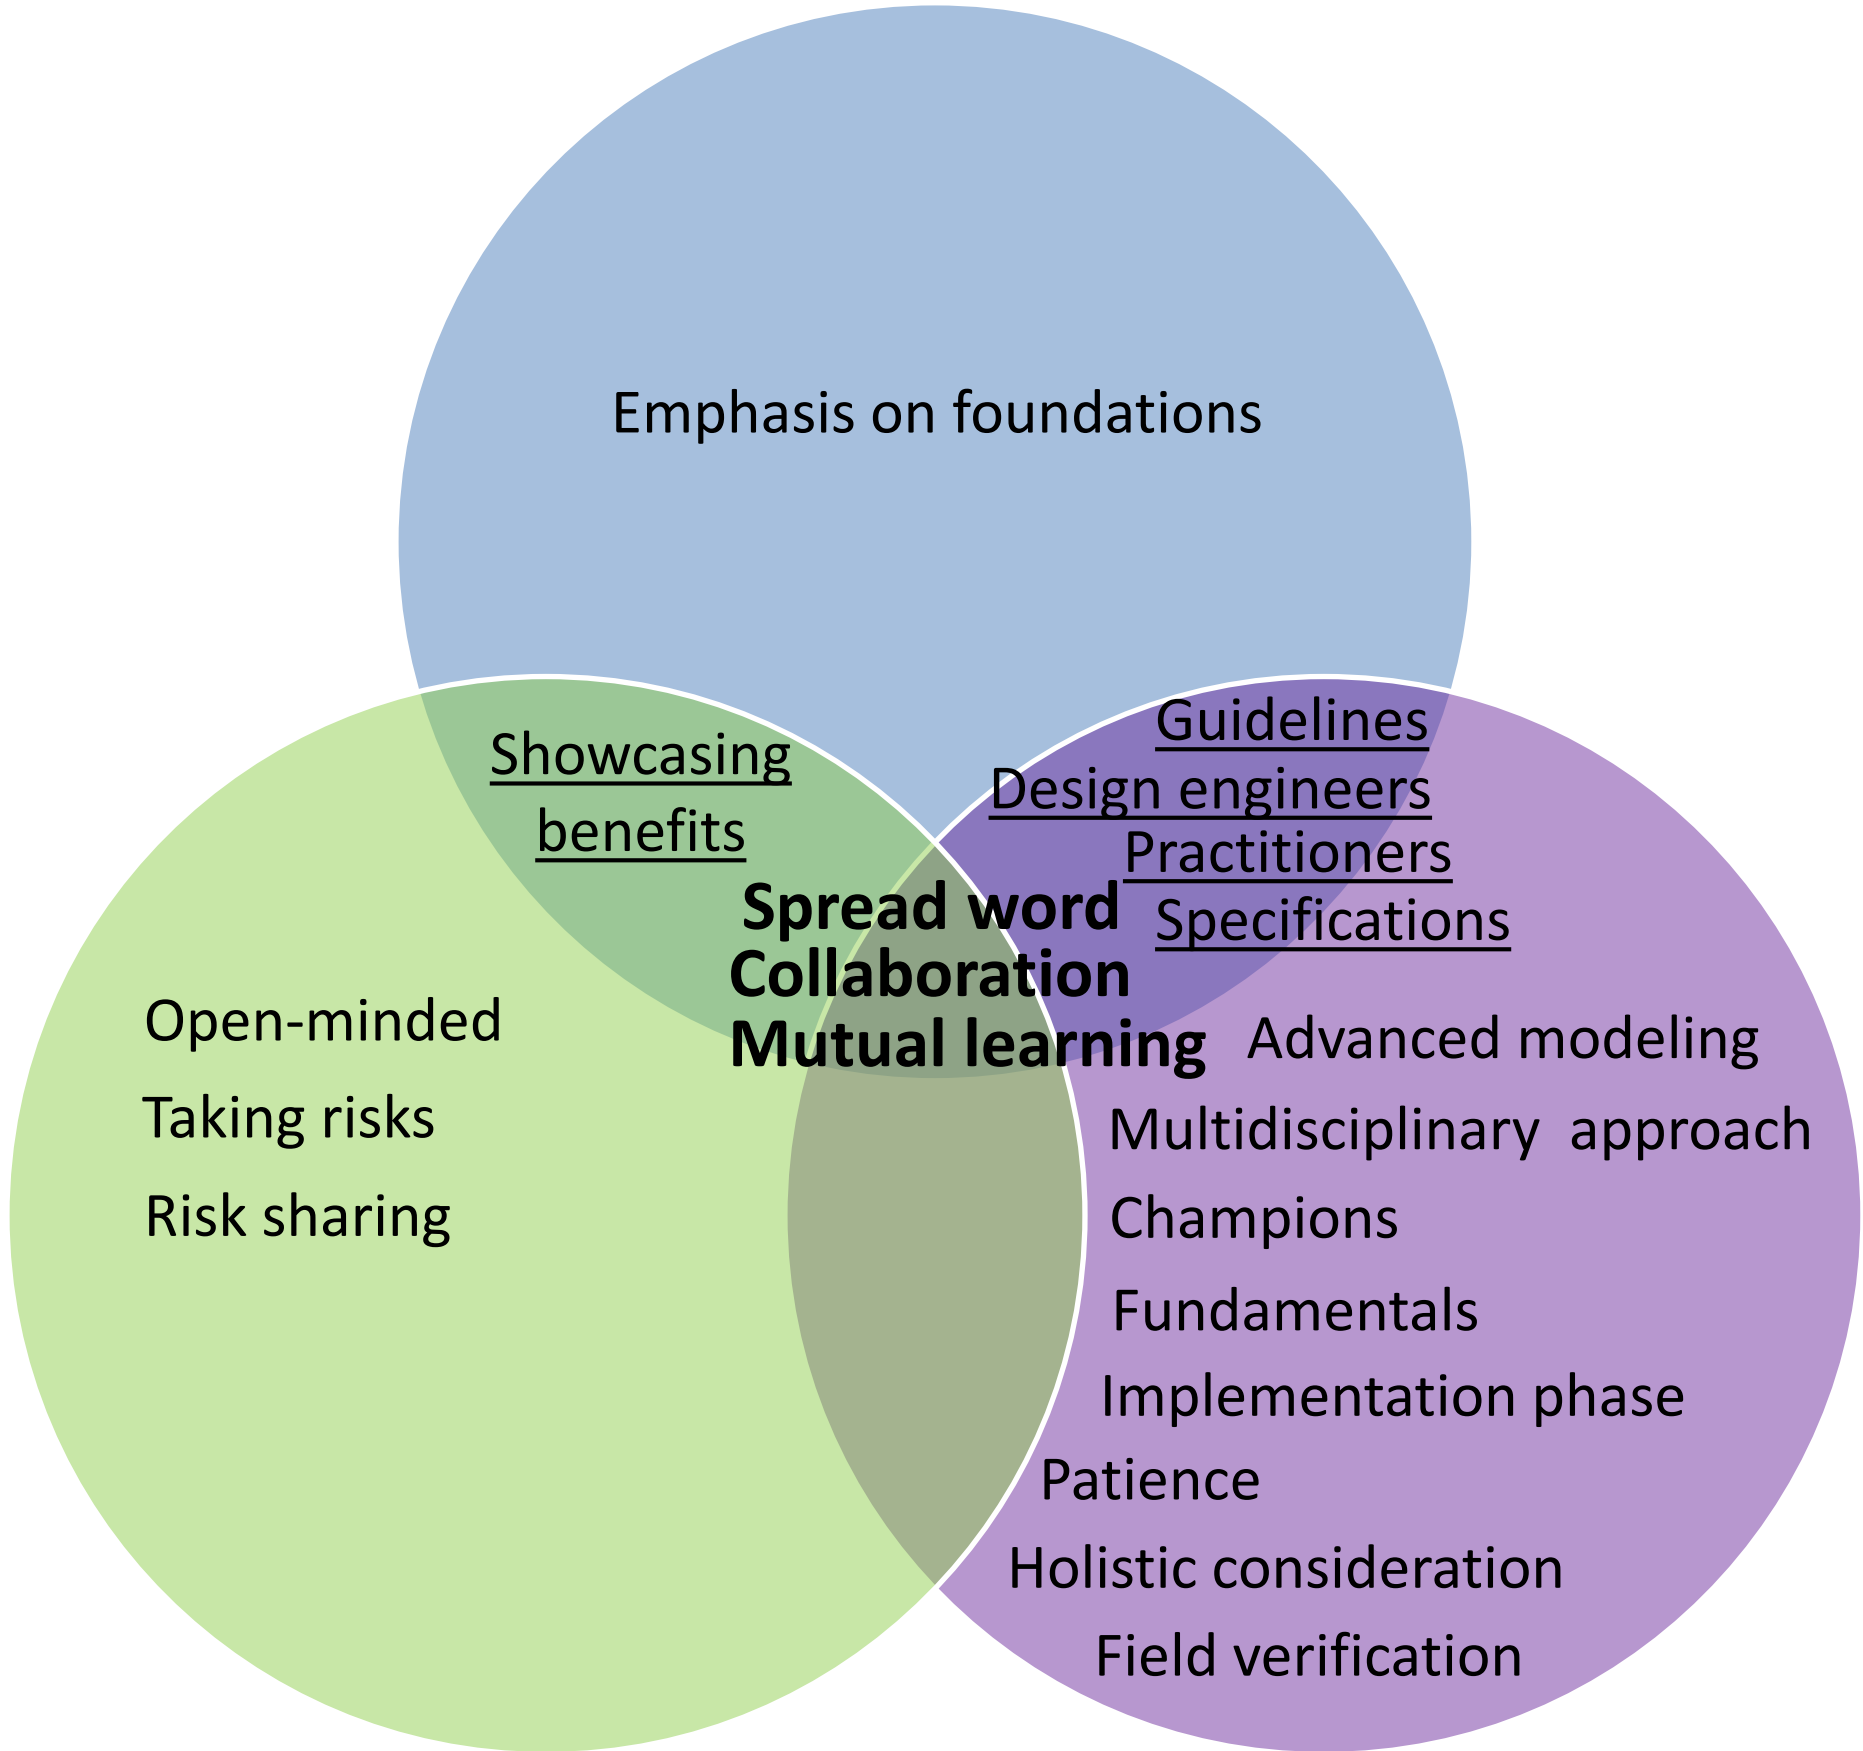 Emphasis on foundations
Showcasing
benefits
Guidelines
Design engineers
Practitioners
Specifications
Spread word
Collaboration
Mutual learning
Open-minded
Taking risks
Risk sharing
Advanced modeling
Multidisciplinary approach
Champions
Fundamentals
Implementation phase
Patience
Holistic consideration
Field verification